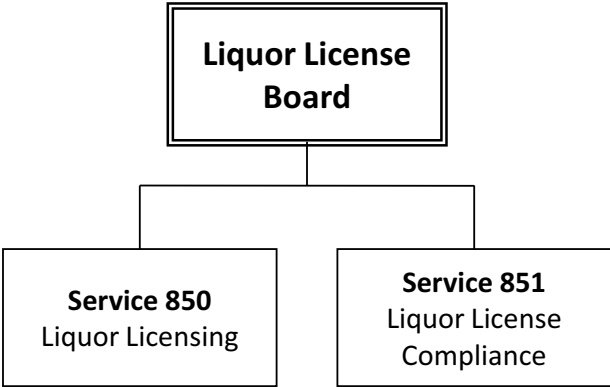 Liquor License
Board
Service 850
Liquor Licensing
Service 851
Liquor License
Compliance